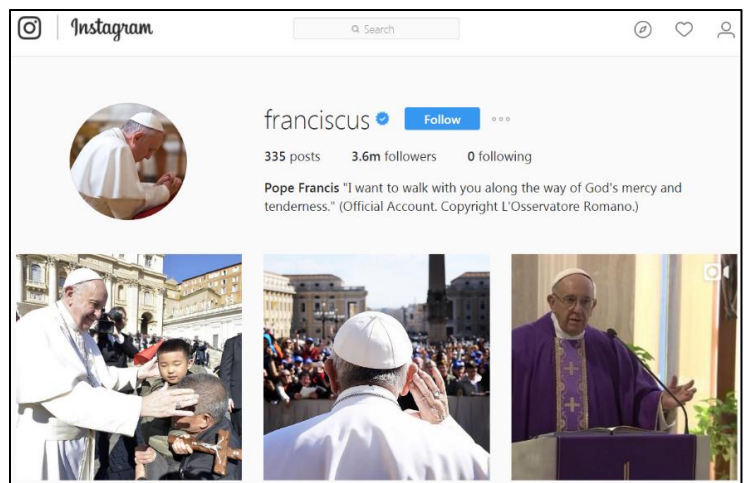 Instagram
Search
franciscus Follow
335 posts 3.6m followers 0 following
Pope Francis "I want to walk with you along the way of God's mercy and
tenderness." (Official Account. Copyright L'Osservatore Romano.)